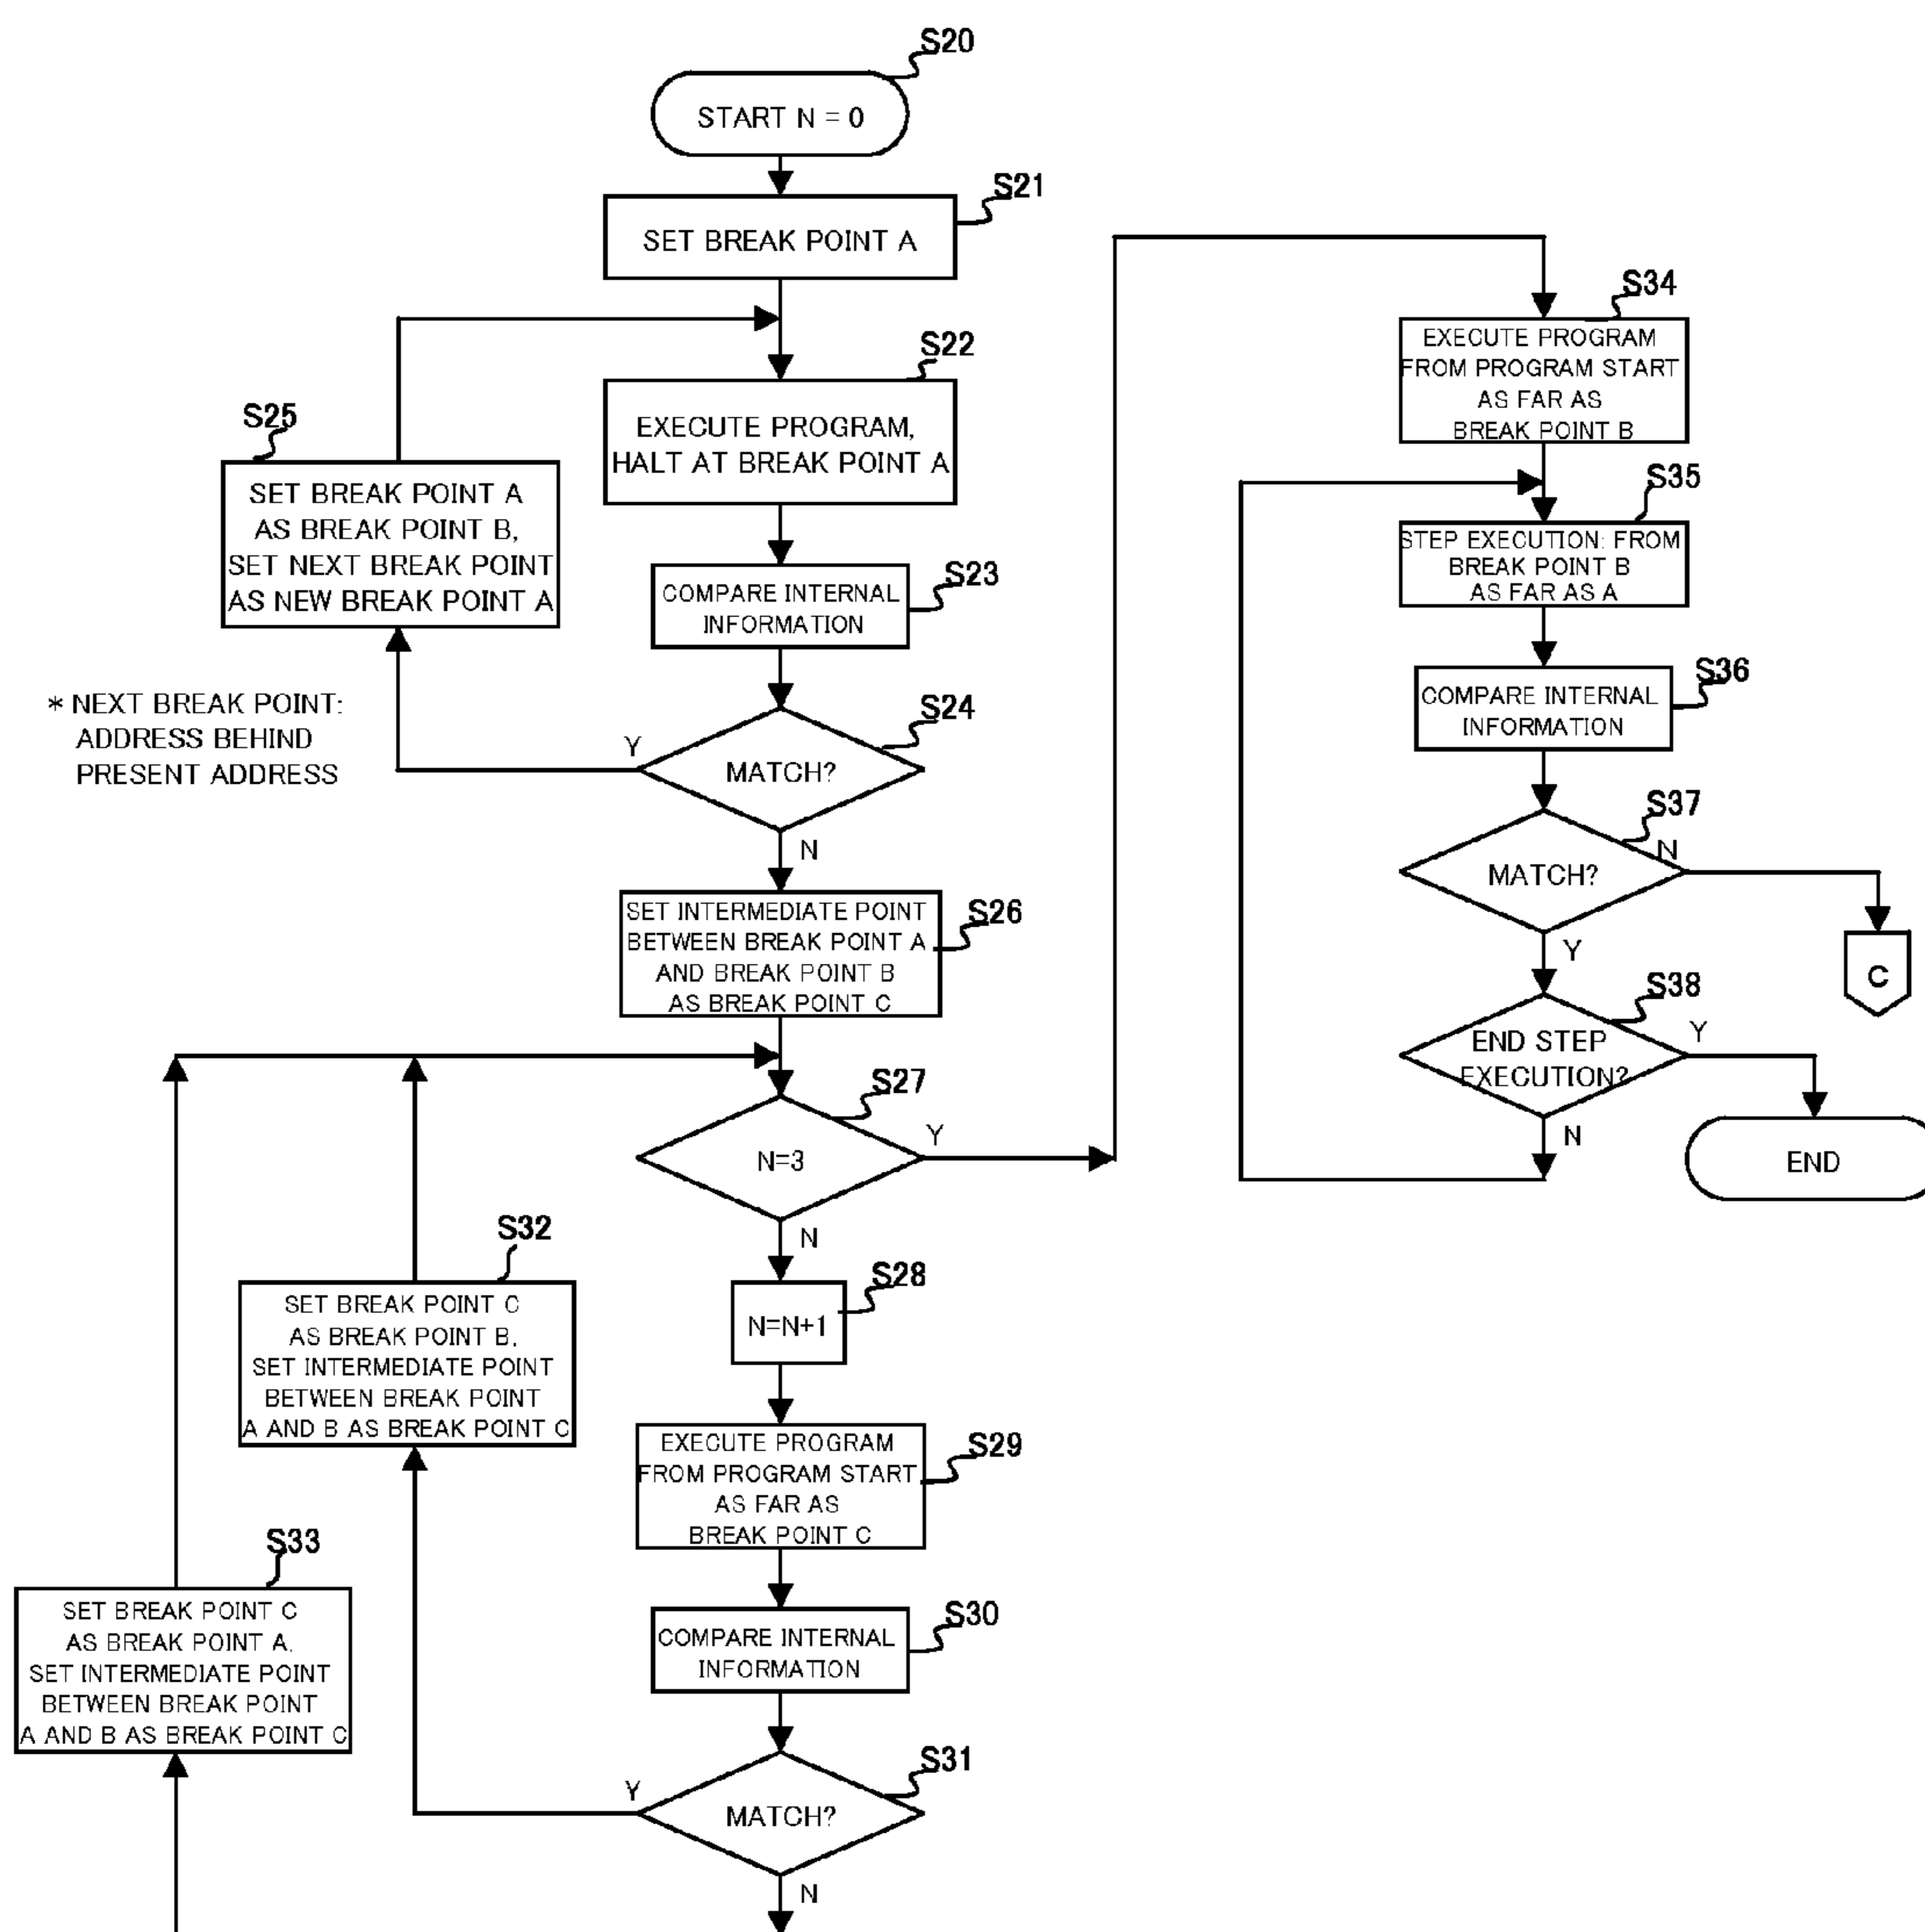 S20
START N = 0
S21
SET BREAK POINT A
S22
EXECUTE PROGRAM,
HALT AT BREAK POINT A
S25
SET BREAK POINT A
AS BREAK POINT B,
SET NEXT BREAK POINT
AS NEW BREAK POINT A
S23
COMPARE INTERNAL
INFORMATION
* NEXT BREAK POINT:
ADDRESS BEHIND
PRESENT ADDRESS
S24
Y
MATCH?
N
S26
SET INTERMEDIATE POINT
BETWEEN BREAK POINT A
AND BREAK POINT B
AS BREAK POINT C
S27
Y
N=3
N
S28
N=N+1
S32
SET BREAK POINT C
AS BREAK POINT B,
SET INTERMEDIATE POINT
BETWEEN BREAK POINT
A AND B AS BREAK POINT C
S29
EXECUTE PROGRAM
FROM PROGRAM START
AS FAR AS
BREAK POINT C
S33
SET BREAK POINT C
AS BREAK POINT A,
SET INTERMEDIATE POINT
BETWEEN BREAK POINT
A AND B AS BREAK POINT C
S30
COMPARE INTERNAL
INFORMATION
S31
Y
MATCH?
N
S34
EXECUTE PROGRAM
FROM PROGRAM START
AS FAR AS
BREAK POINT B
S35
STEP EXECUTION: FROM
BREAK POINT B
AS FAR AS A
S36
COMPARE INTERNAL
INFORMATION
S37
N
MATCH?
Y
C
S38
Y
END STEP
EXECUTION?
N
END